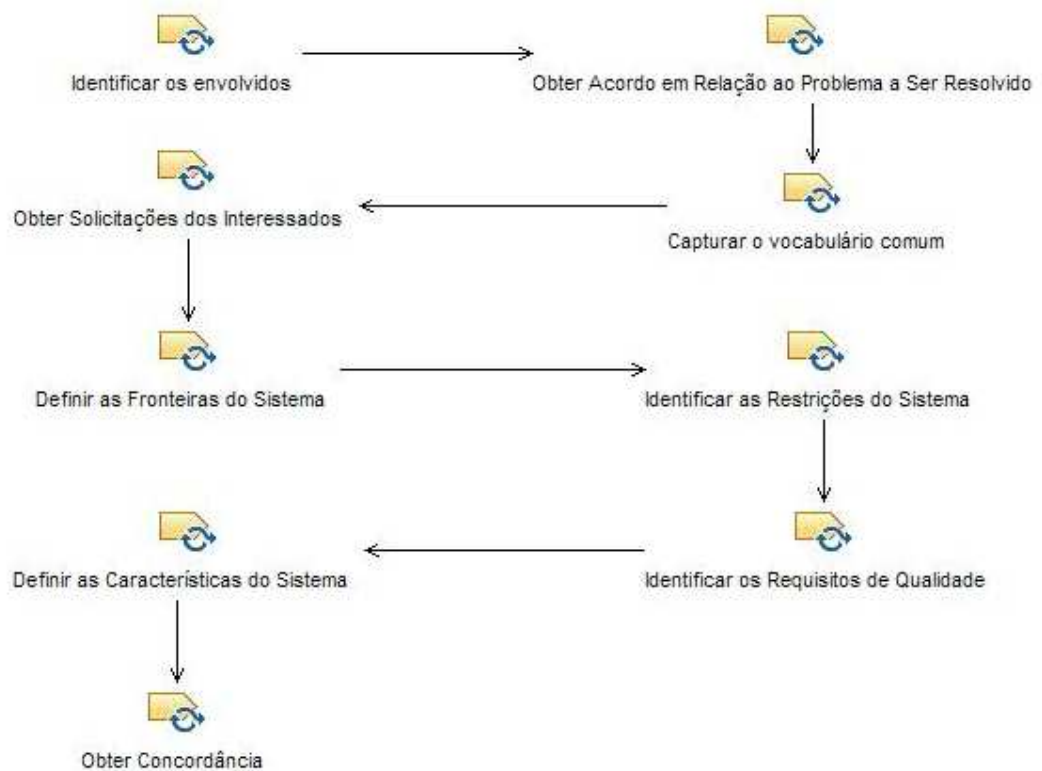 Identificar os envolvidos
Obter Acordo em Relação ao Problema a Ser Resolvido
Obter Solicitações dos Interessados
Capturar o vocabulário comum
Definir as Fronteiras do Sistema
Identificar as Restrições do Sistema
Definir as Características do Sistema
Identificar os Requisitos de Qualidade
Obter Concordância